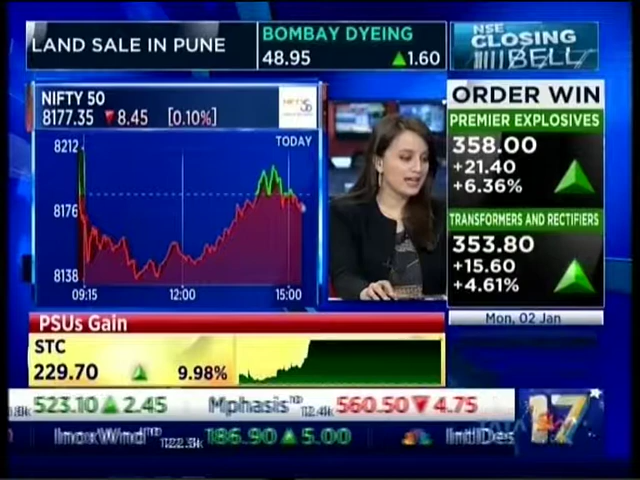 LAND SALE IN PUNE
BOMBAY DYEING
48.95 ▲1.60
NSE
CLOSING
BELL
NIFTY 50
8177.35 ▼8.45 [0.10%]
TODAY
8212
8176
8138
09:15 12:00 15:00
ORDER WIN
PREMIER EXPLOSIVES
358.00
+21.40
+6.36%
TRANSFORMERS AND RECTIFIERS
353.80
+15.60
+4.61%
Mon, 02 Jan
PSUs Gain
STC
229.70 ▲ 9.98%
523.10 ▲ 2.45 Mphasis 560.50 ▼ 4.75
InoxWind 186.90 ▲ 5.00 IntlDes
17